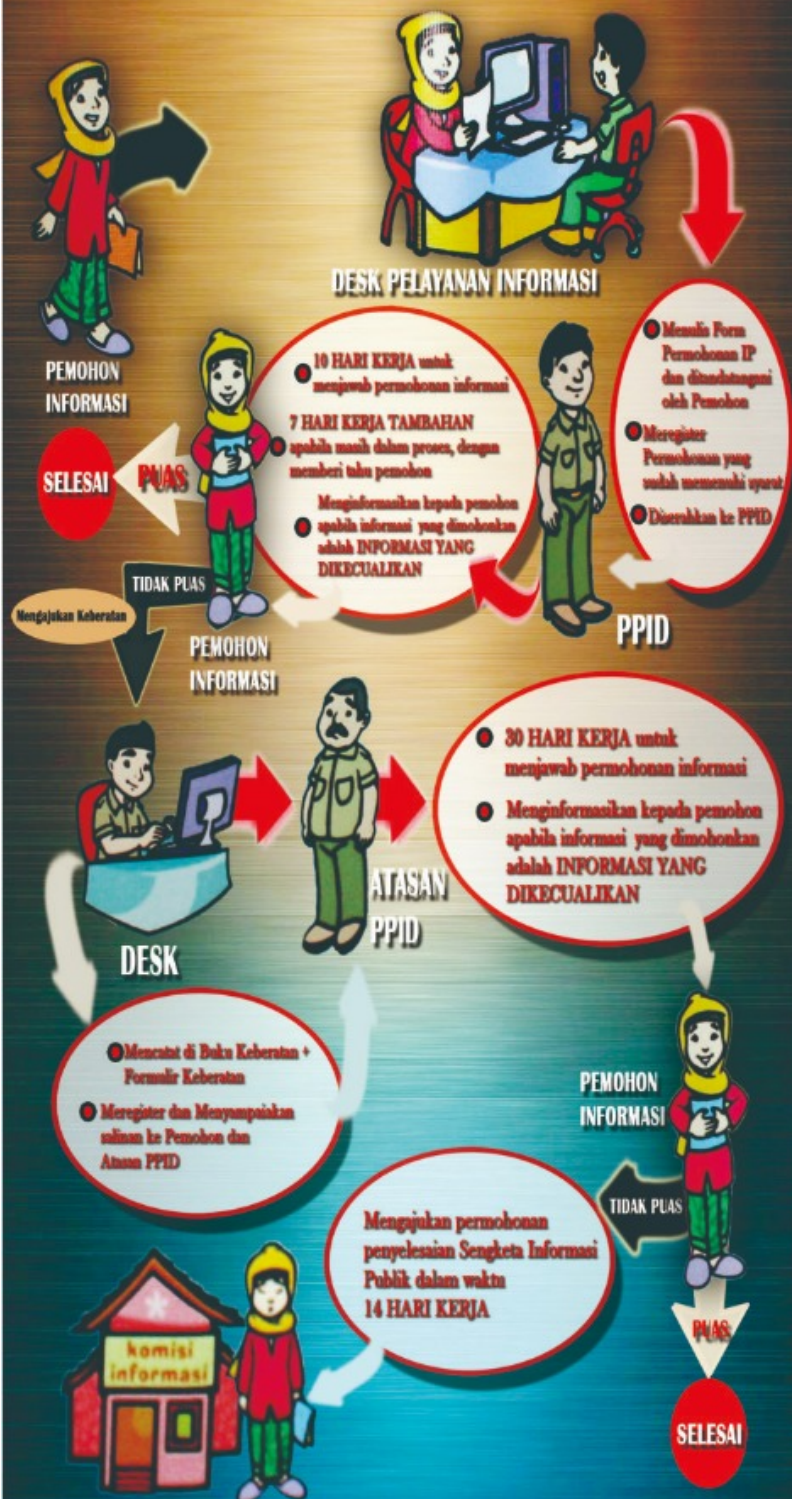 PEMOHON
INFORMASI
DESK PELAYANAN INFORMASI
Menulis Form
Permohonan IP
dan ditandatangani
oleh Pemohon
Meregister
Permohonan yang
sudah memenuhi syarat
Diserahkan ke PPID
PPID
10 HARI KERJA untuk
menjawab permohonan informasi
7 HARI KERJA TAMBAHAN
apabila masih dalam proses, dengan
memberi tahu pemohon
Menginformasikan kepada pemohon
apabila informasi yang dimohonkan
adalah INFORMASI YANG
DIKECUALIKAN
PEMOHON
INFORMASI
PUAS
SELESAI
TIDAK PUAS
Mengajukan Keberatan
DESK
Mencatat di Buku Keberatan +
Formulir Keberatan
Meregister dan Menyampaiakan
salinan ke Pemohon dan
Atasan PPID
ATASAN
PPID
30 HARI KERJA untuk
menjawab permohonan informasi
Menginformasikan kepada pemohon
apabila informasi yang dimohonkan
adalah INFORMASI YANG
DIKECUALIKAN
PEMOHON
INFORMASI
TIDAK PUAS
PUAS
SELESAI
Mengajukan permohonan
penyelesaian Sengketa Informasi
Publik dalam waktu
14 HARI KERJA
komisi
informasi